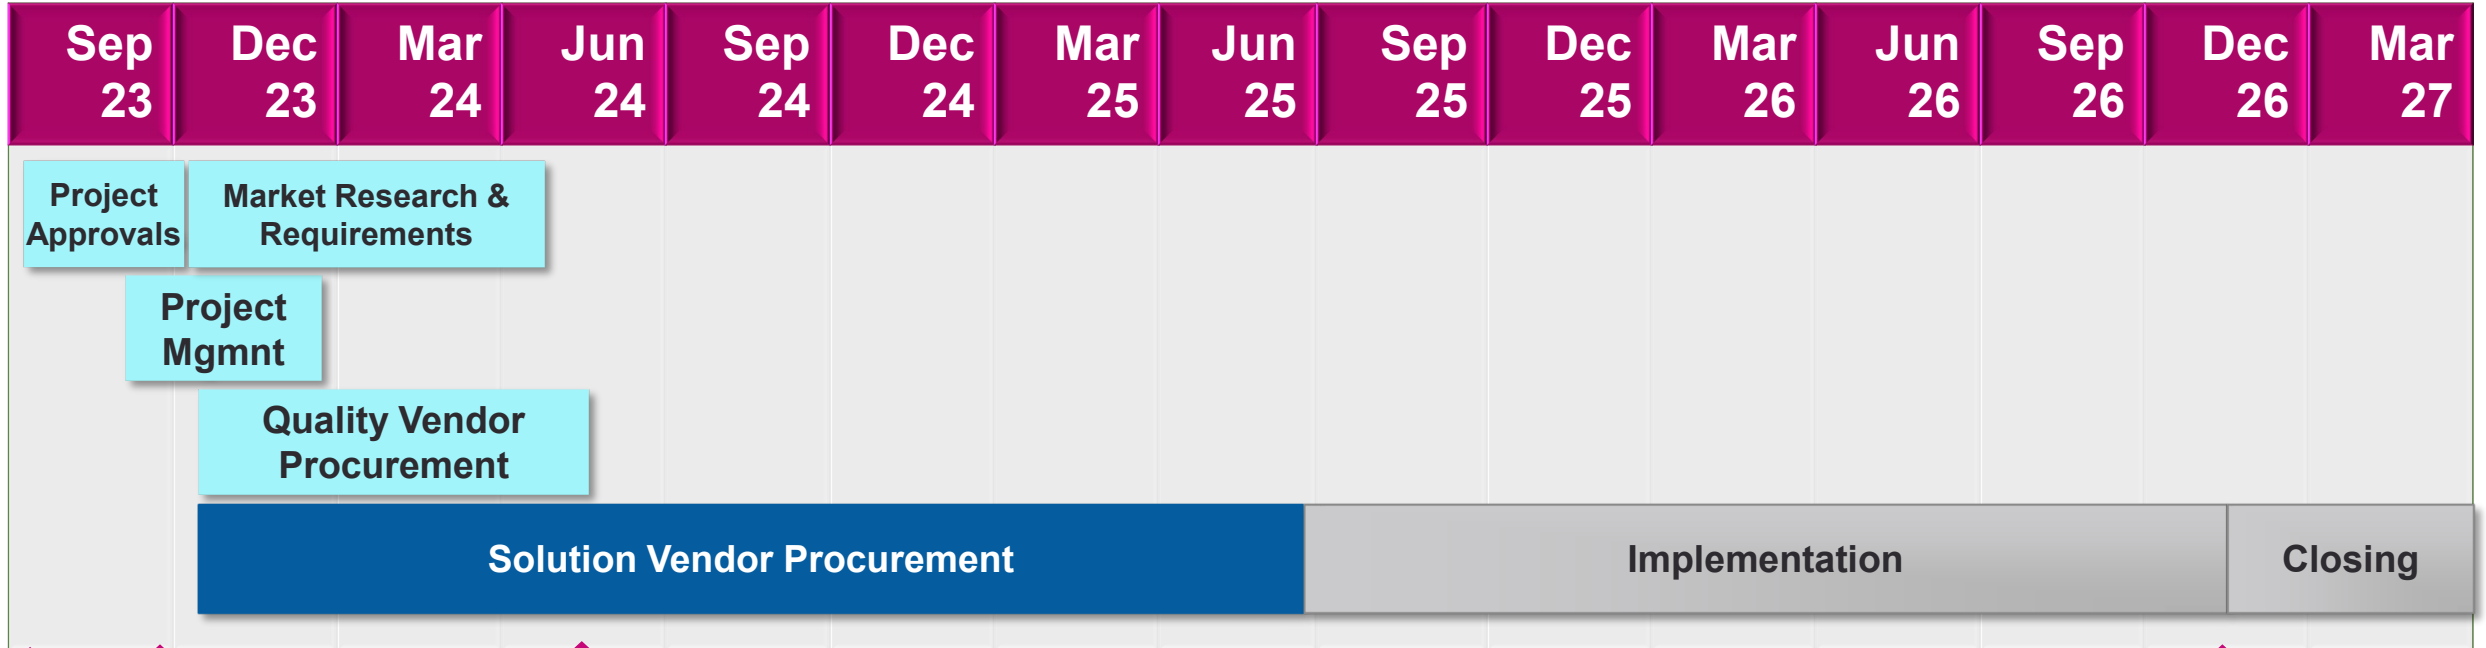 Sep Dec Mar Jun Sep Dec Mar Jun Sep Dec Mar Jun Sep Dec Mar
23 23 24 24 24 24 25 25 25 25 26 26 26 26 27
Project
Approvals
Market Research &
Requirements
Project
Mgmnt
Quality Vendor
Procurement
Solution Vendor Procurement
Implementation
Closing